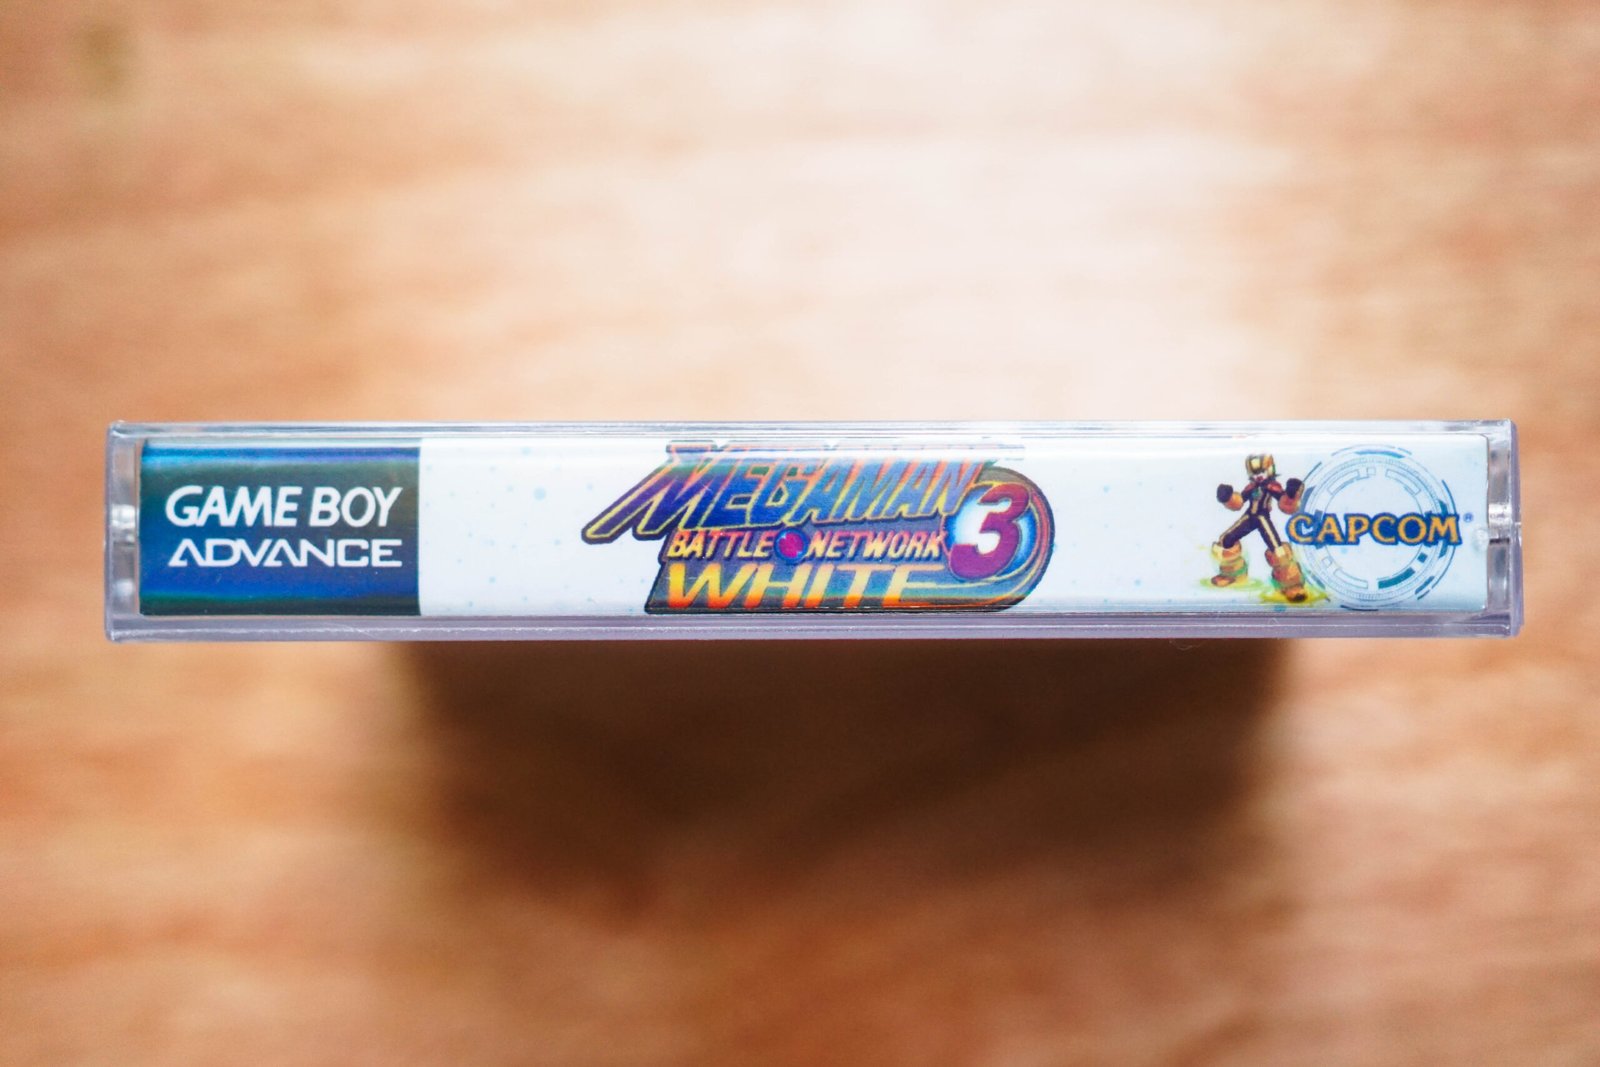 GAME BOY
ADVANCE
MEGAMAN
BATTLE NETWORK 3
WHITE
CAPCOM®